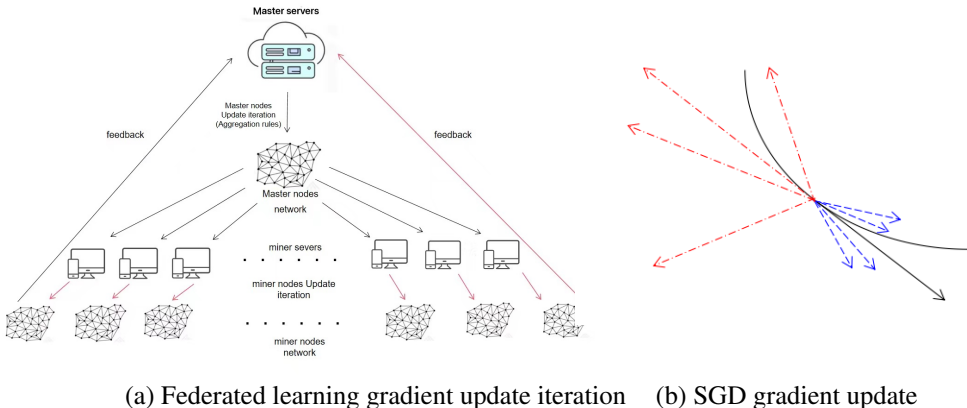 Master servers
Master nodes
Update iteration
(Aggregation rules)
feedback
feedback
Master nodes
network
miner severs
miner nodes Update
iteration
miner nodes
network
(a) Federated learning gradient update iteration
(b) SGD gradient update